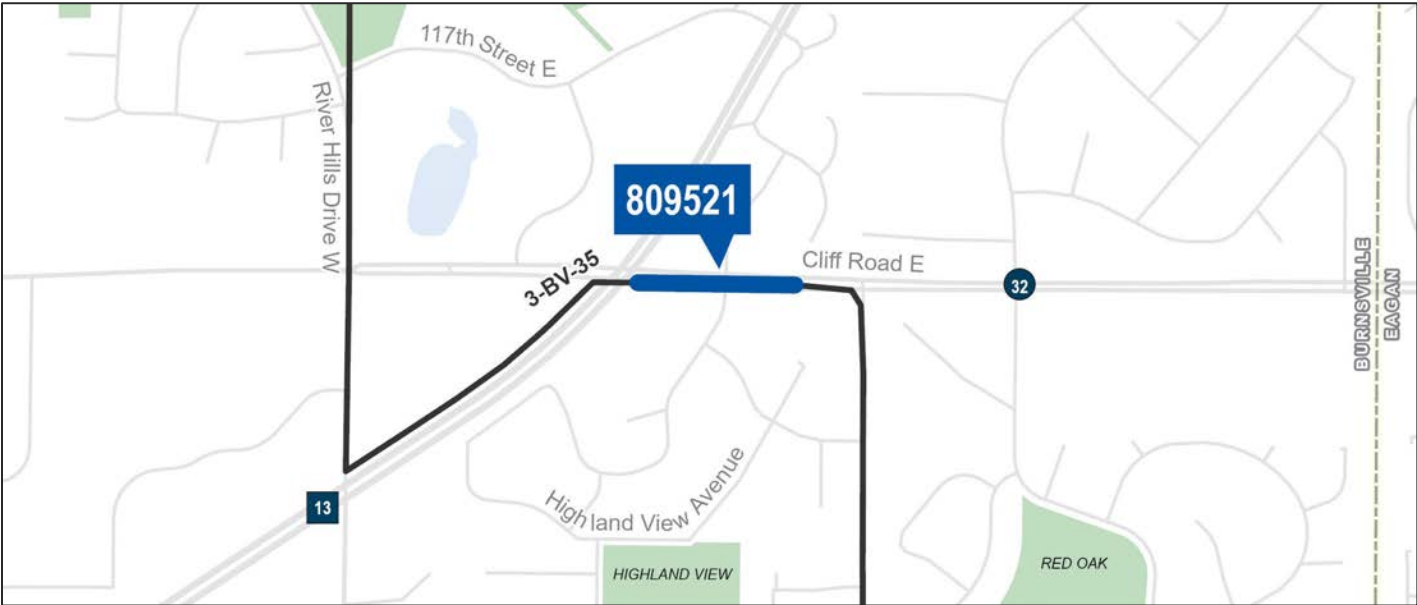 117th Street E
River Hills Drive W
809521
3-BV-35
Cliff Road E
32
BURNSVILLE
EAGAN
13
Highland View Avenue
HIGHLAND VIEW
RED OAK